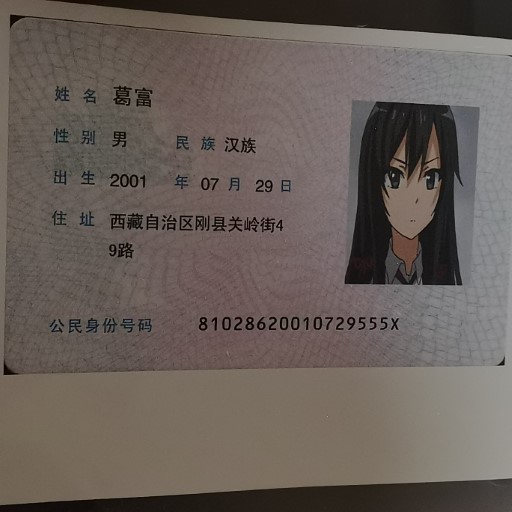 姓名 葛富
性别 男 民族 汉族
出生 2001 年 07 月 29 日
住址 西藏自治区刚县关岭街4
9路
公民身份号码 81028620010729555X